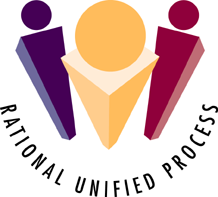 RATIONAL UNIFIED PROCESS